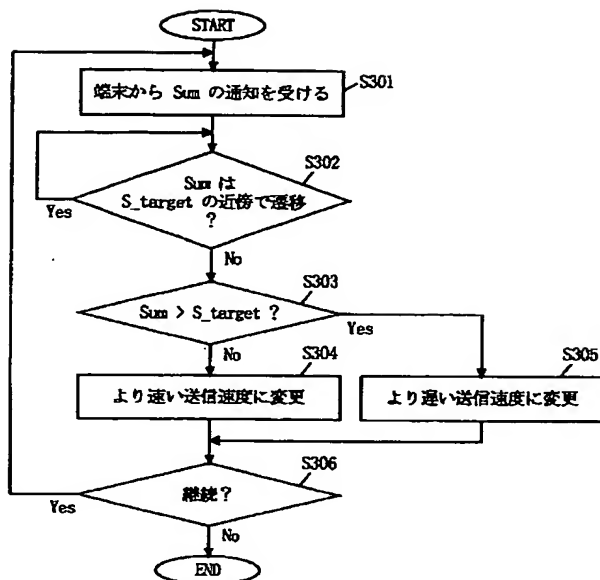 START
端末から Sum の通知を受ける
S301
S302
Sum は
S_target の近傍で遷移
?
Yes
No
S303
Sum > S_target ?
Yes
No
S304
より速い送信速度に変更
S305
より遅い送信速度に変更
S306
継続?
Yes
No
END